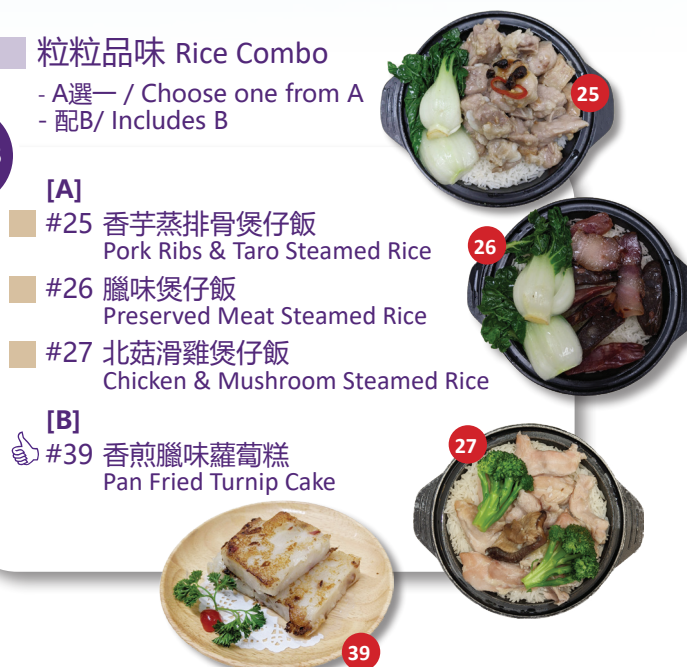 粒粒品味 Rice Combo
- A選一 / Choose one from A
- 配B/ Includes B
[A]
#25 香芋蒸排骨煲仔飯
Pork Ribs & Taro Steamed Rice
#26 臘味煲仔飯
Preserved Meat Steamed Rice
#27 北菇滑雞煲仔飯
Chicken & Mushroom Steamed Rice
[B]
#39 香煎臘味蘿蔔糕
Pan Fried Turnip Cake
25
26
27
39